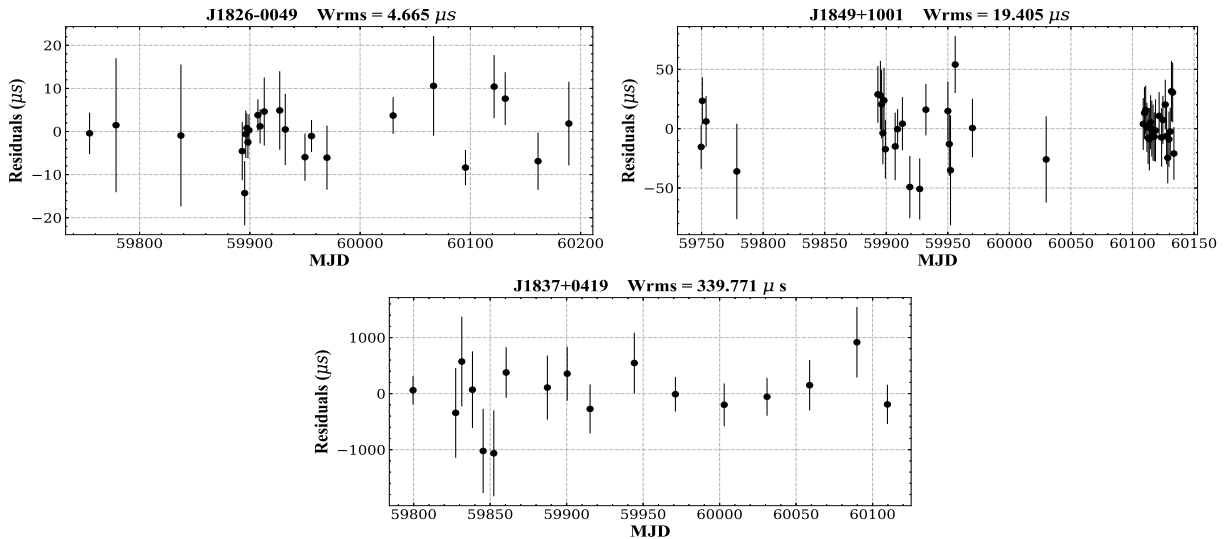 J1826-0049 Wrms = 4.665 μs
Residuals (μs)
20
10
0
−10
−20
59800 59900 60000 60100 60200
MJD
J1849+1001 Wrms = 19.405 μs
Residuals (μs)
50
0
−50
59750 59800 59850 59900 59950 60000 60050 60100 60150
MJD
J1837+0419 Wrms = 339.771 μ s
Residuals (μs)
1000
0
−1000
59800 59850 59900 59950 60000 60050 60100
MJD